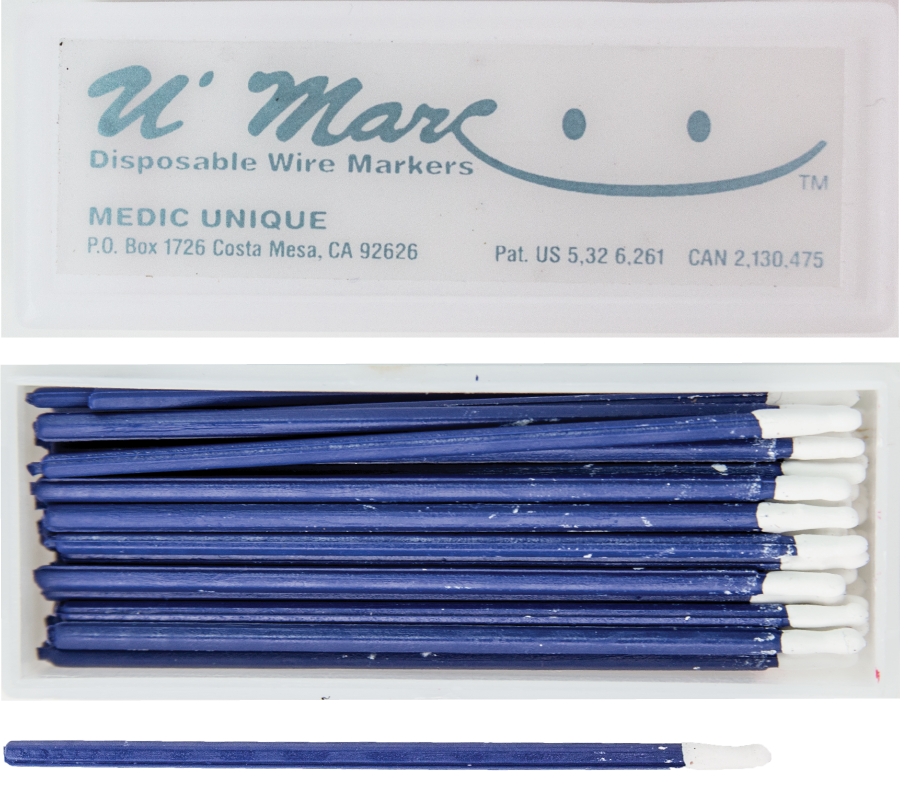 U' Marc
Disposable Wire Markers
TM
MEDIC UNIQUE
P.O. Box 1726 Costa Mesa, CA 92626
Pat. US 5,32 6,261 CAN 2,130,475